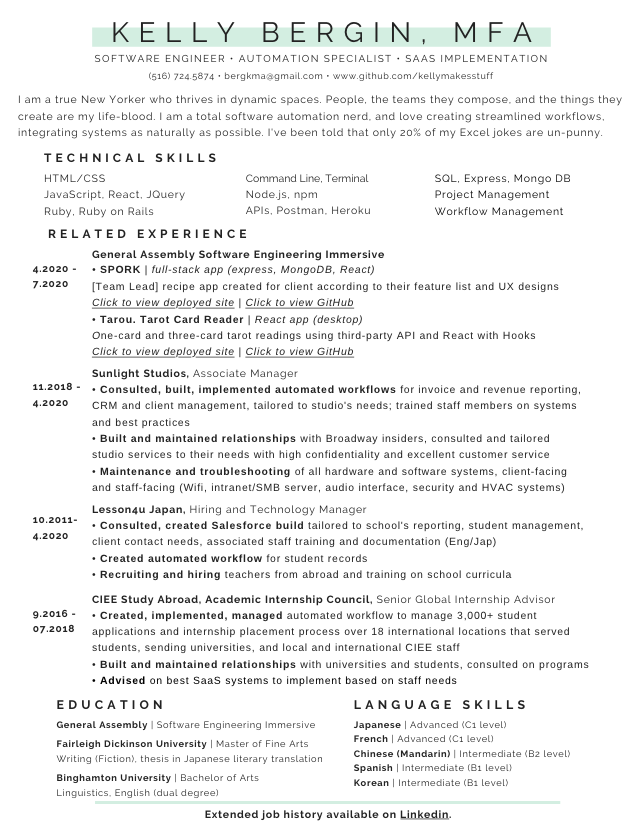 KELLY BERGIN, MFA
SOFTWARE ENGINEER • AUTOMATION SPECIALIST • SAAS IMPLEMENTATION
(516) 724.5874 • bergkma@gmail.com • www.github.com/kellymakesstuff
I am a true New Yorker who thrives in dynamic spaces. People, the teams they compose, and the things they
create are my life-blood. I am a total software automation nerd, and love creating streamlined workflows,
integrating systems as naturally as possible. I've been told that only 20% of my Excel jokes are un-punny.
TECHNICAL SKILLS
HTML/CSS
JavaScript, React, JQuery
Ruby, Ruby on Rails
Command Line, Terminal
Node.js, npm
APIs, Postman, Heroku
SQL, Express, Mongo DB
Project Management
Workflow Management
RELATED EXPERIENCE
4.2020 -
7.2020
General Assembly Software Engineering Immersive
• SPORK | full-stack app (express, MongoDB, React)
[Team Lead] recipe app created for client according to their feature list and UX designs
Click to view deployed site | Click to view GitHub
• Tarou. Tarot Card Reader | React app (desktop)
One-card and three-card tarot readings using third-party API and React with Hooks
Click to view deployed site | Click to view GitHub
11.2018 -
4.2020
Sunlight Studios, Associate Manager
• Consulted, built, implemented automated workflows for invoice and revenue reporting,
CRM and client management, tailored to studio's needs; trained staff members on systems
and best practices
• Built and maintained relationships with Broadway insiders, consulted and tailored
studio services to their needs with high confidentiality and excellent customer service
• Maintenance and troubleshooting of all hardware and software systems, client-facing
and staff-facing (Wifi, intranet/SMB server, audio interface, security and HVAC systems)
10.2011-
4.2020
Lesson4u Japan, Hiring and Technology Manager
• Consulted, created Salesforce build tailored to school's reporting, student management,
client contact needs, associated staff training and documentation (Eng/Jap)
• Created automated workflow for student records
• Recruiting and hiring teachers from abroad and training on school curricula
9.2016 -
07.2018
CIEE Study Abroad, Academic Internship Council, Senior Global Internship Advisor
• Created, implemented, managed automated workflow to manage 3,000+ student
applications and internship placement process over 18 international locations that served
students, sending universities, and local and international CIEE staff
• Built and maintained relationships with universities and students, consulted on programs
• Advised on best SaaS systems to implement based on staff needs
EDUCATION
General Assembly | Software Engineering Immersive
Fairleigh Dickinson University | Master of Fine Arts
Writing (Fiction), thesis in Japanese literary translation
Binghamton University | Bachelor of Arts
Linguistics, English (dual degree)
LANGUAGE SKILLS
Japanese | Advanced (C1 level)
French | Advanced (C1 level)
Chinese (Mandarin) | Intermediate (B2 level)
Spanish | Intermediate (B1 level)
Korean | Intermediate (B1 level)
Extended job history available on Linkedin.